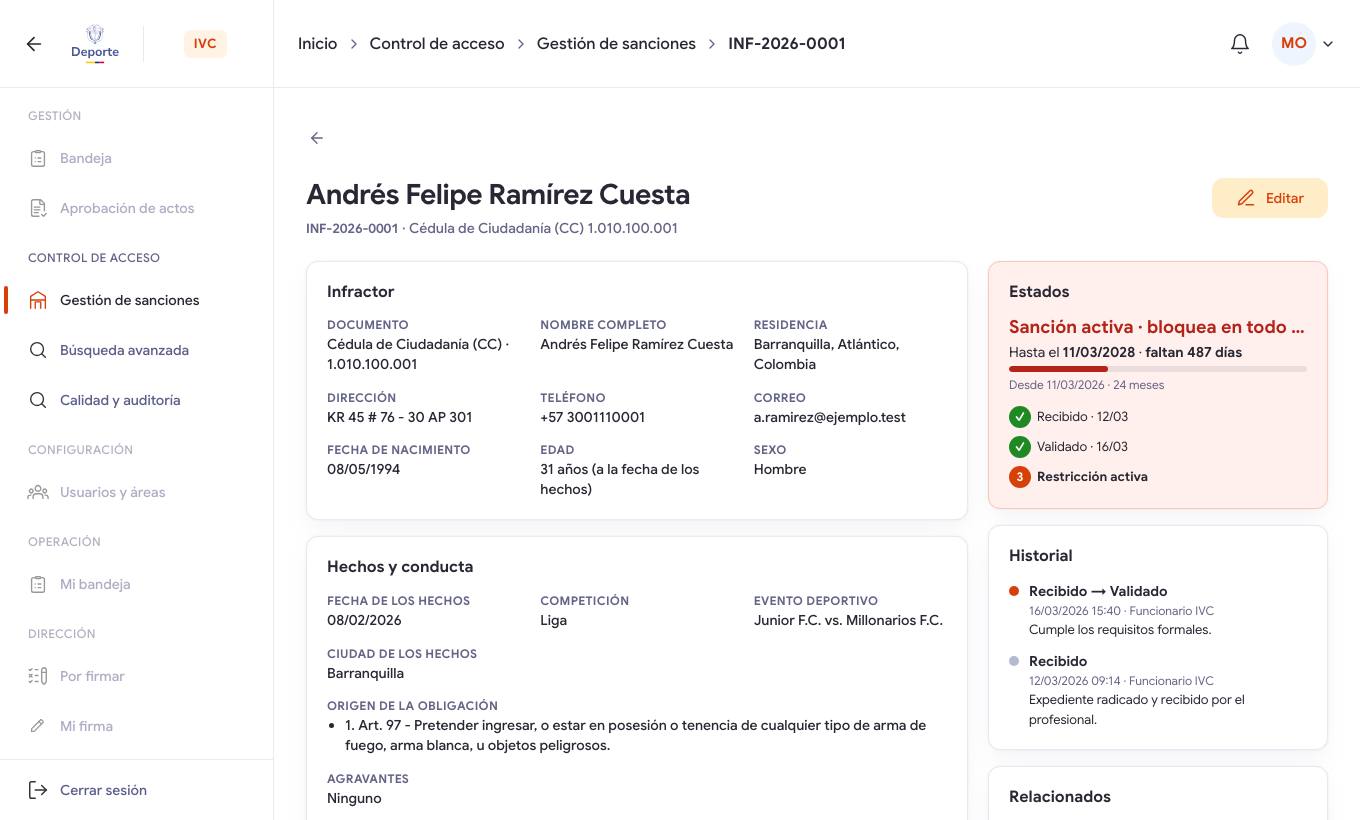 Deporte
IVC
Inicio > Control de acceso > Gestión de sanciones > INF-2026-0001
MO
GESTIÓN
Bandeja
Aprobación de actos
CONTROL DE ACCESO
Gestión de sanciones
Búsqueda avanzada
Calidad y auditoría
CONFIGURACIÓN
Usuarios y áreas
OPERACIÓN
Mi bandeja
DIRECCIÓN
Por firmar
Mi firma
Cerrar sesión
Andrés Felipe Ramírez Cuesta
INF-2026-0001 · Cédula de Ciudadanía (CC) 1.010.100.001
Editar
Infractor
DOCUMENTO
Cédula de Ciudadanía (CC) ·
1.010.100.001
NOMBRE COMPLETO
Andrés Felipe Ramírez Cuesta
RESIDENCIA
Barranquilla, Atlántico,
Colombia
DIRECCIÓN
KR 45 # 76 - 30 AP 301
TELÉFONO
+57 3001110001
CORREO
a.ramirez@ejemplo.test
FECHA DE NACIMIENTO
08/05/1994
EDAD
31 años (a la fecha de los
hechos)
SEXO
Hombre
Hechos y conducta
FECHA DE LOS HECHOS
08/02/2026
COMPETICIÓN
Liga
EVENTO DEPORTIVO
Junior F.C. vs. Millonarios F.C.
CIUDAD DE LOS HECHOS
Barranquilla
ORIGEN DE LA OBLIGACIÓN
• 1. Art. 97 - Pretender ingresar, o estar en posesión o tenencia de cualquier tipo de arma de
fuego, arma blanca, u objetos peligrosos.
AGRAVANTES
Ninguno
Estados
Sanción activa · bloquea en todo ...
Hasta el 11/03/2028 · faltan 487 días
Desde 11/03/2026 · 24 meses
Recibido · 12/03
Validado · 16/03
3 Restricción activa
Historial
Recibido → Validado
16/03/2026 15:40 · Funcionario IVC
Cumple los requisitos formales.
Recibido
12/03/2026 09:14 · Funcionario IVC
Expediente radicado y recibido por el
profesional.
Relacionados